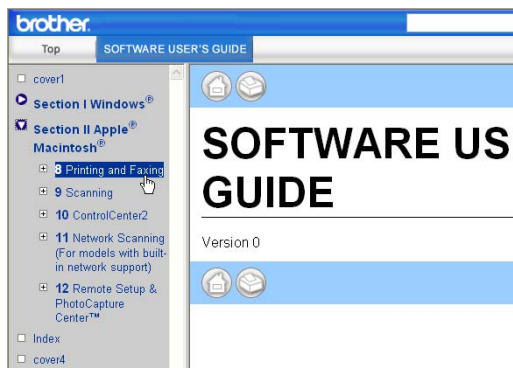 brother.
Top
SOFTWARE USER'S GUIDE
cover1
Section I Windows®
Section II Apple®
Macintosh®
8 Printing and Faxing
9 Scanning
10 ControlCenter2
11 Network Scanning
(For models with built-
in network support)
12 Remote Setup &
PhotoCapture
Center™
Index
cover4
SOFTWARE US
GUIDE
Version 0